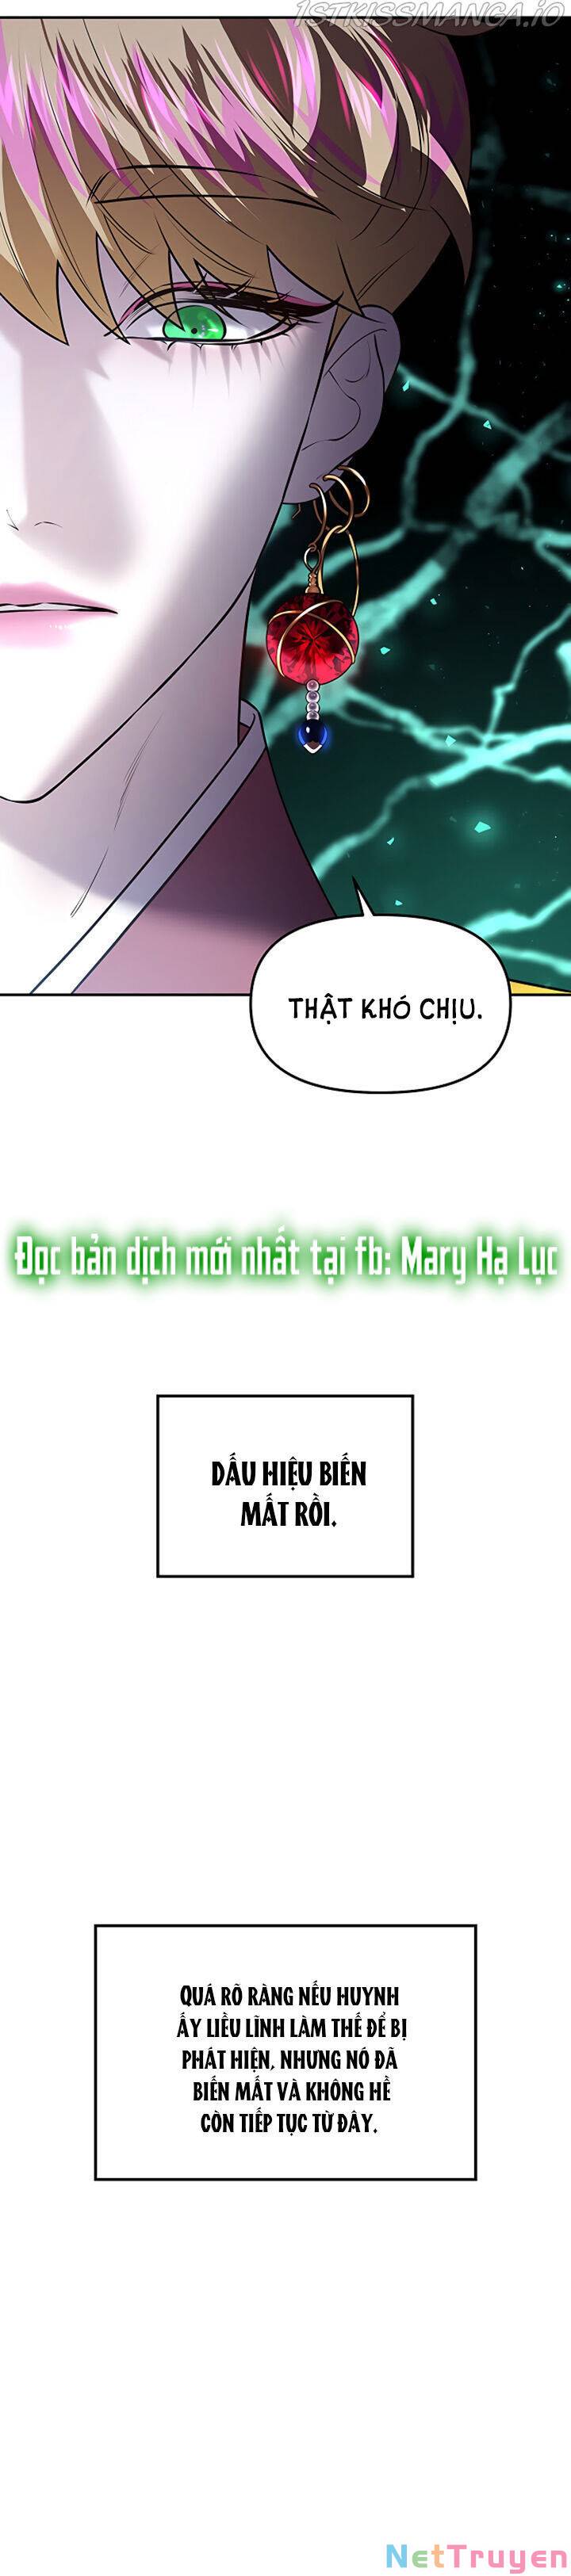 1STKISSMANGA.IO
THẬT KHÓ CHỊU.
Đọc bản dịch mới nhất tại fb: Mary Hạ Lục
DẤU HIỆU BIẾN
MẤT RỒI.
QUÁ RÕ RÀNG NẾU HUYNH
ẤY LIỀU LĨNH LÀM THẾ ĐỂ BỊ
PHÁT HIỆN, NHƯNG NÓ ĐÃ
BIẾN MẤT VÀ KHÔNG HỀ
CÒN TIẾP TỤC TỪ ĐÂY.
NetTruyen